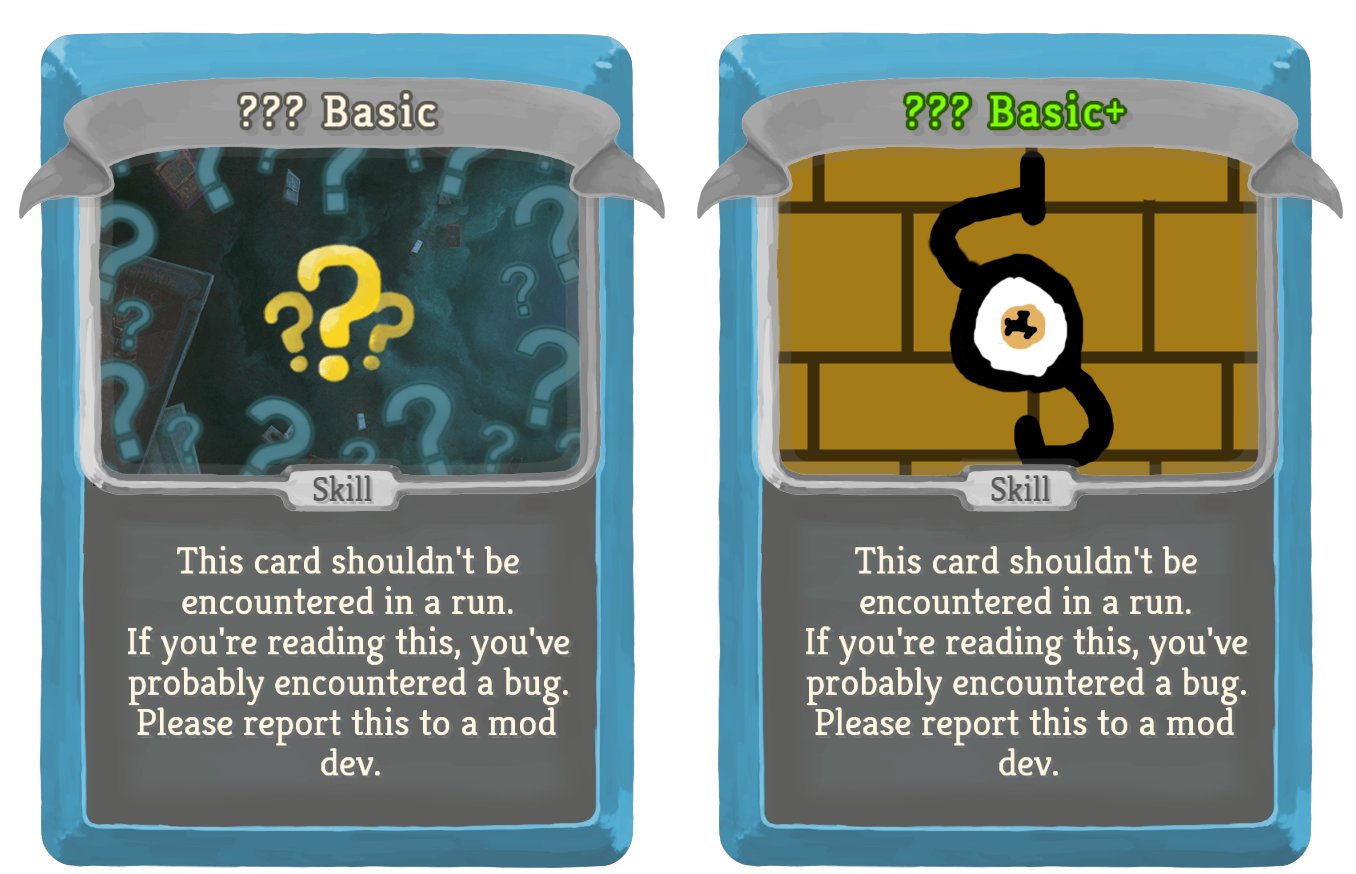 ??? Basic
Skill
This card shouldn't be
encountered in a run.
If you're reading this, you've
probably encountered a bug.
Please report this to a mod
dev.
??? Basic+
Skill
This card shouldn't be
encountered in a run.
If you're reading this, you've
probably encountered a bug.
Please report this to a mod
dev.